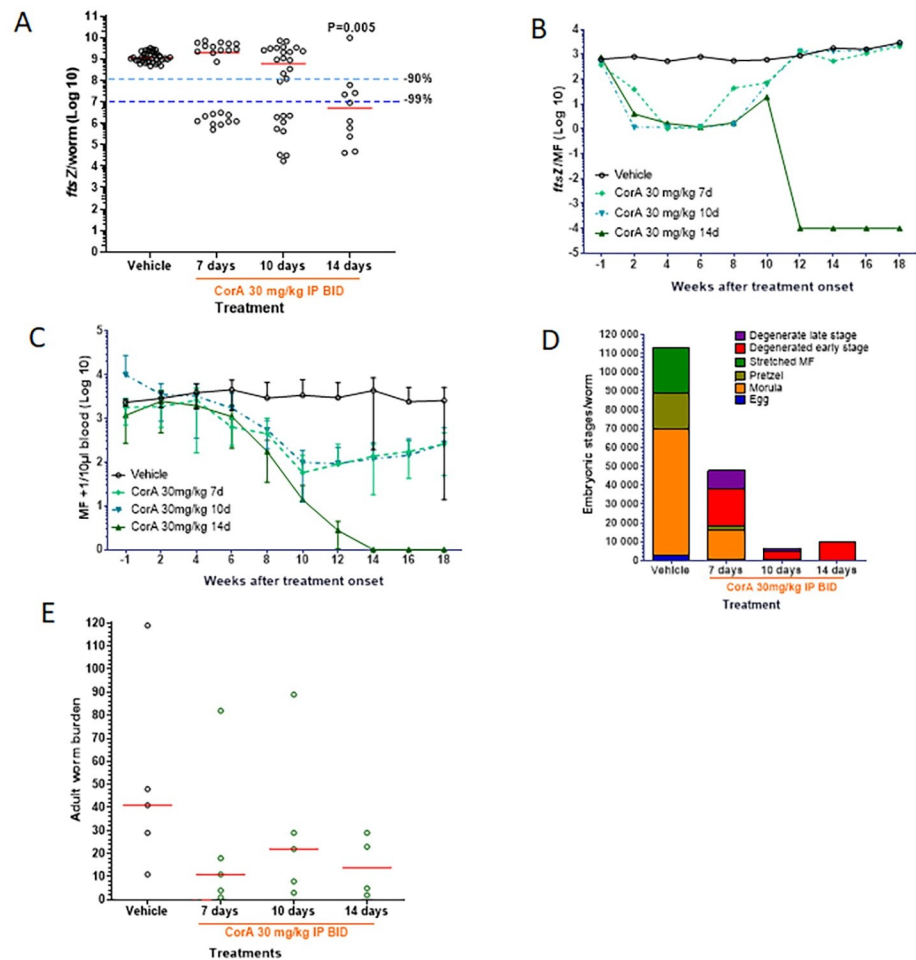 A
ftsZ/worm (Log 10)
11
10
9
8
7
6
5
4
3
2
1
0
P=0.005
-90%
-99%
Vehicle 7 days 10 days 14 days
CorA 30 mg/kg IP BID
Treatment
B
ftsZ/MF (Log 10)
4
3
2
1
0
-1
-2
-3
-4
-5
Vehicle
CorA 30 mg/kg 7d
CorA 30 mg/kg 10d
CorA 30 mg/kg 14d
-1 2 4 6 8 10 12 14 16 18
Weeks after treatment onset
C
MF +1/10µl blood (Log 10)
5
4
3
2
1
0
Vehicle
CorA 30mg/kg 7d
CorA 30mg/kg 10d
CorA 30mg/kg 14d
-1 2 4 6 8 10 12 14 16 18
Weeks after treatment onset
D
Embryonic stages/worm
120 000
110 000
100 000
90 000
80 000
70 000
60 000
50 000
40 000
30 000
20 000
10 000
0
Degenerate late stage
Degenerated early stage
Stretched MF
Pretzel
Morula
Egg
Vehicle 7 days 10 days 14 days
CorA 30mg/kg IP BID
Treatment
E
Adult worm burden
120
110
100
90
80
70
60
50
40
30
20
10
0
Vehicle 7 days 10 days 14 days
CorA 30 mg/kg IP BID
Treatments